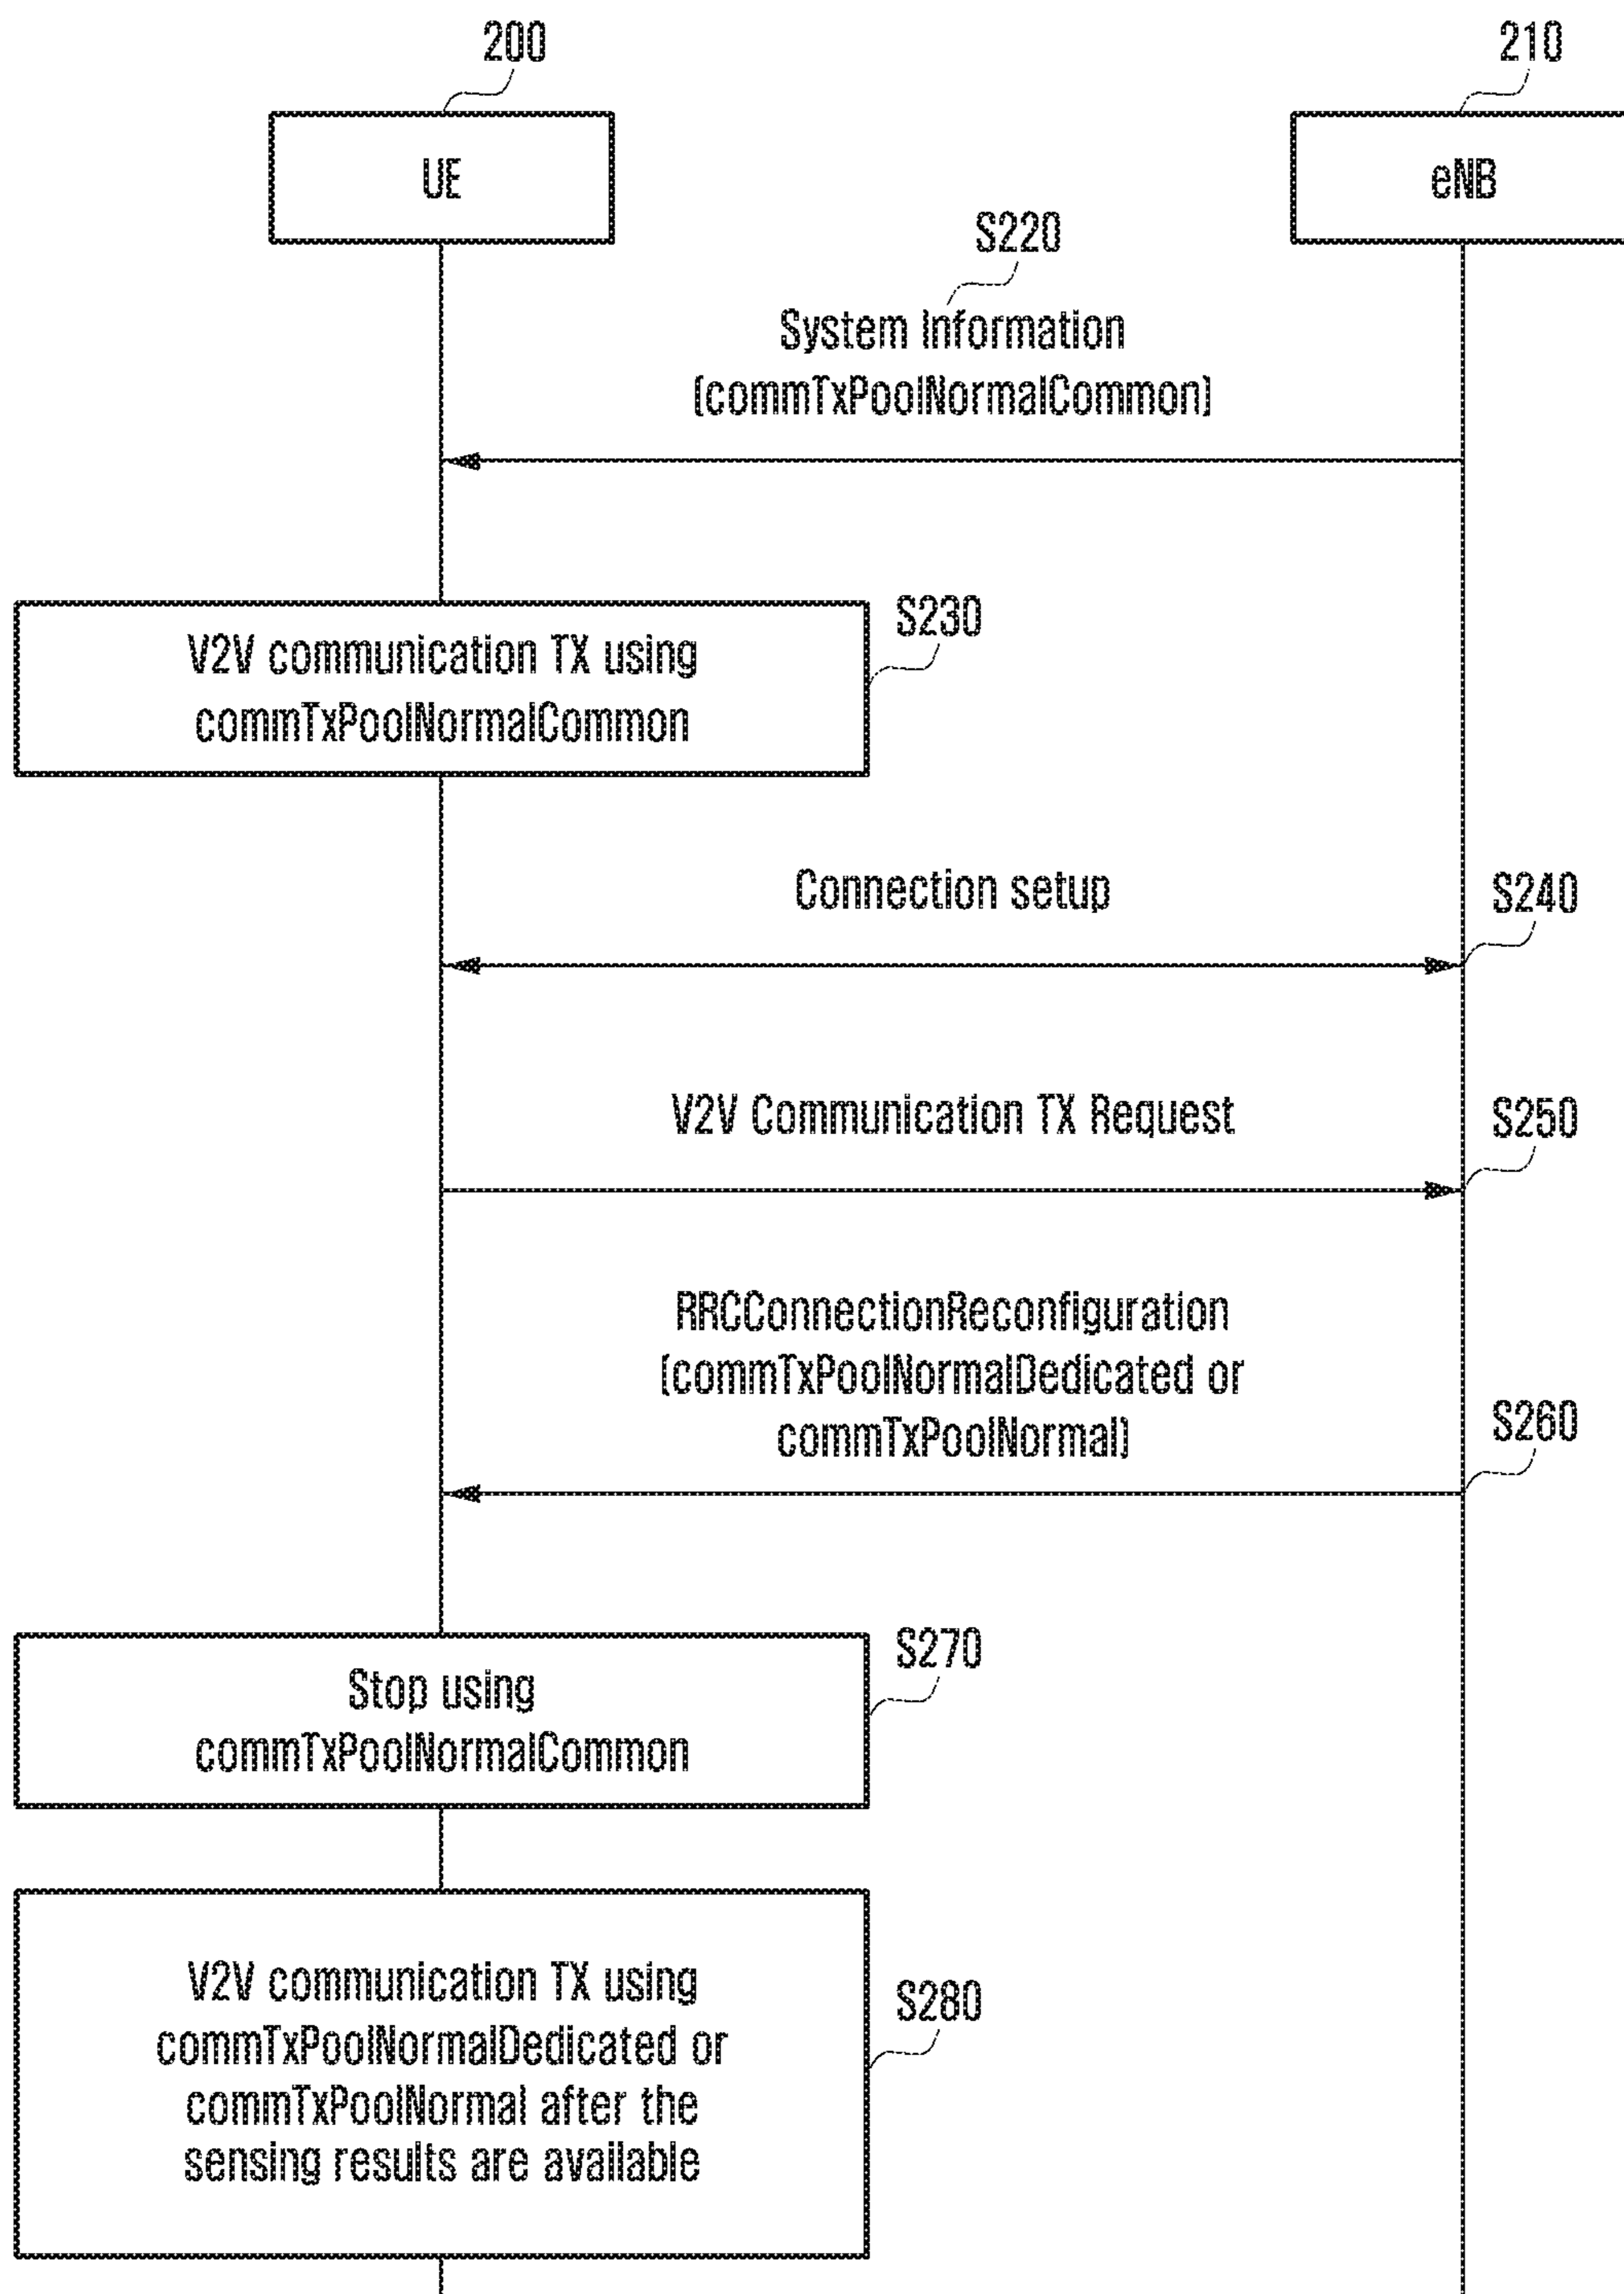 200
210
UE
eNB
S220
System Information
(commTxPoolNormalCommon)
S230
V2V communication TX using
commTxPoolNormalCommon
Connection setup
S240
V2V Communication TX Request
S250
RRCConnectionReconfiguration
(commTxPoolNormalDedicated or
commTxPoolNormal)
S260
S270
Stop using
commTxPoolNormalCommon
V2V communication TX using
commTxPoolNormalDedicated or
commTxPoolNormal after the
sensing results are available
S280